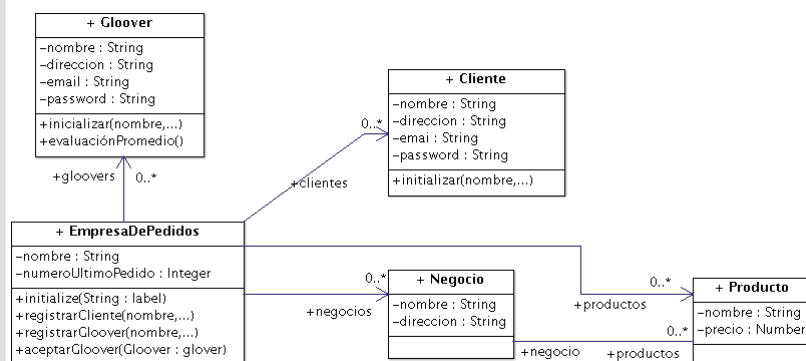 + Gloover
-nombre : String
-direccion : String
-email : String
-password : String
+inicializar(nombre,...)
+evaluaciónPromedio()
+gloovers
0..*
+ Cliente
-nombre : String
-direccion : String
-emai : String
-password : String
+initializar(nombre,...)
0..*
+clientes
+ EmpresaDePedidos
-nombre : String
-numeroUltimoPedido : Integer
+initialize(String : label)
+registrarCliente(nombre,...)
+registrarGloover(nombre,...)
+aceptarGloover(Gloover : glover)
0..*
+negocios
+ Negocio
-nombre : String
-direccion : String
0..*
+productos
+ Producto
-nombre : String
-precio : Number
0..*
+negocio
+productos